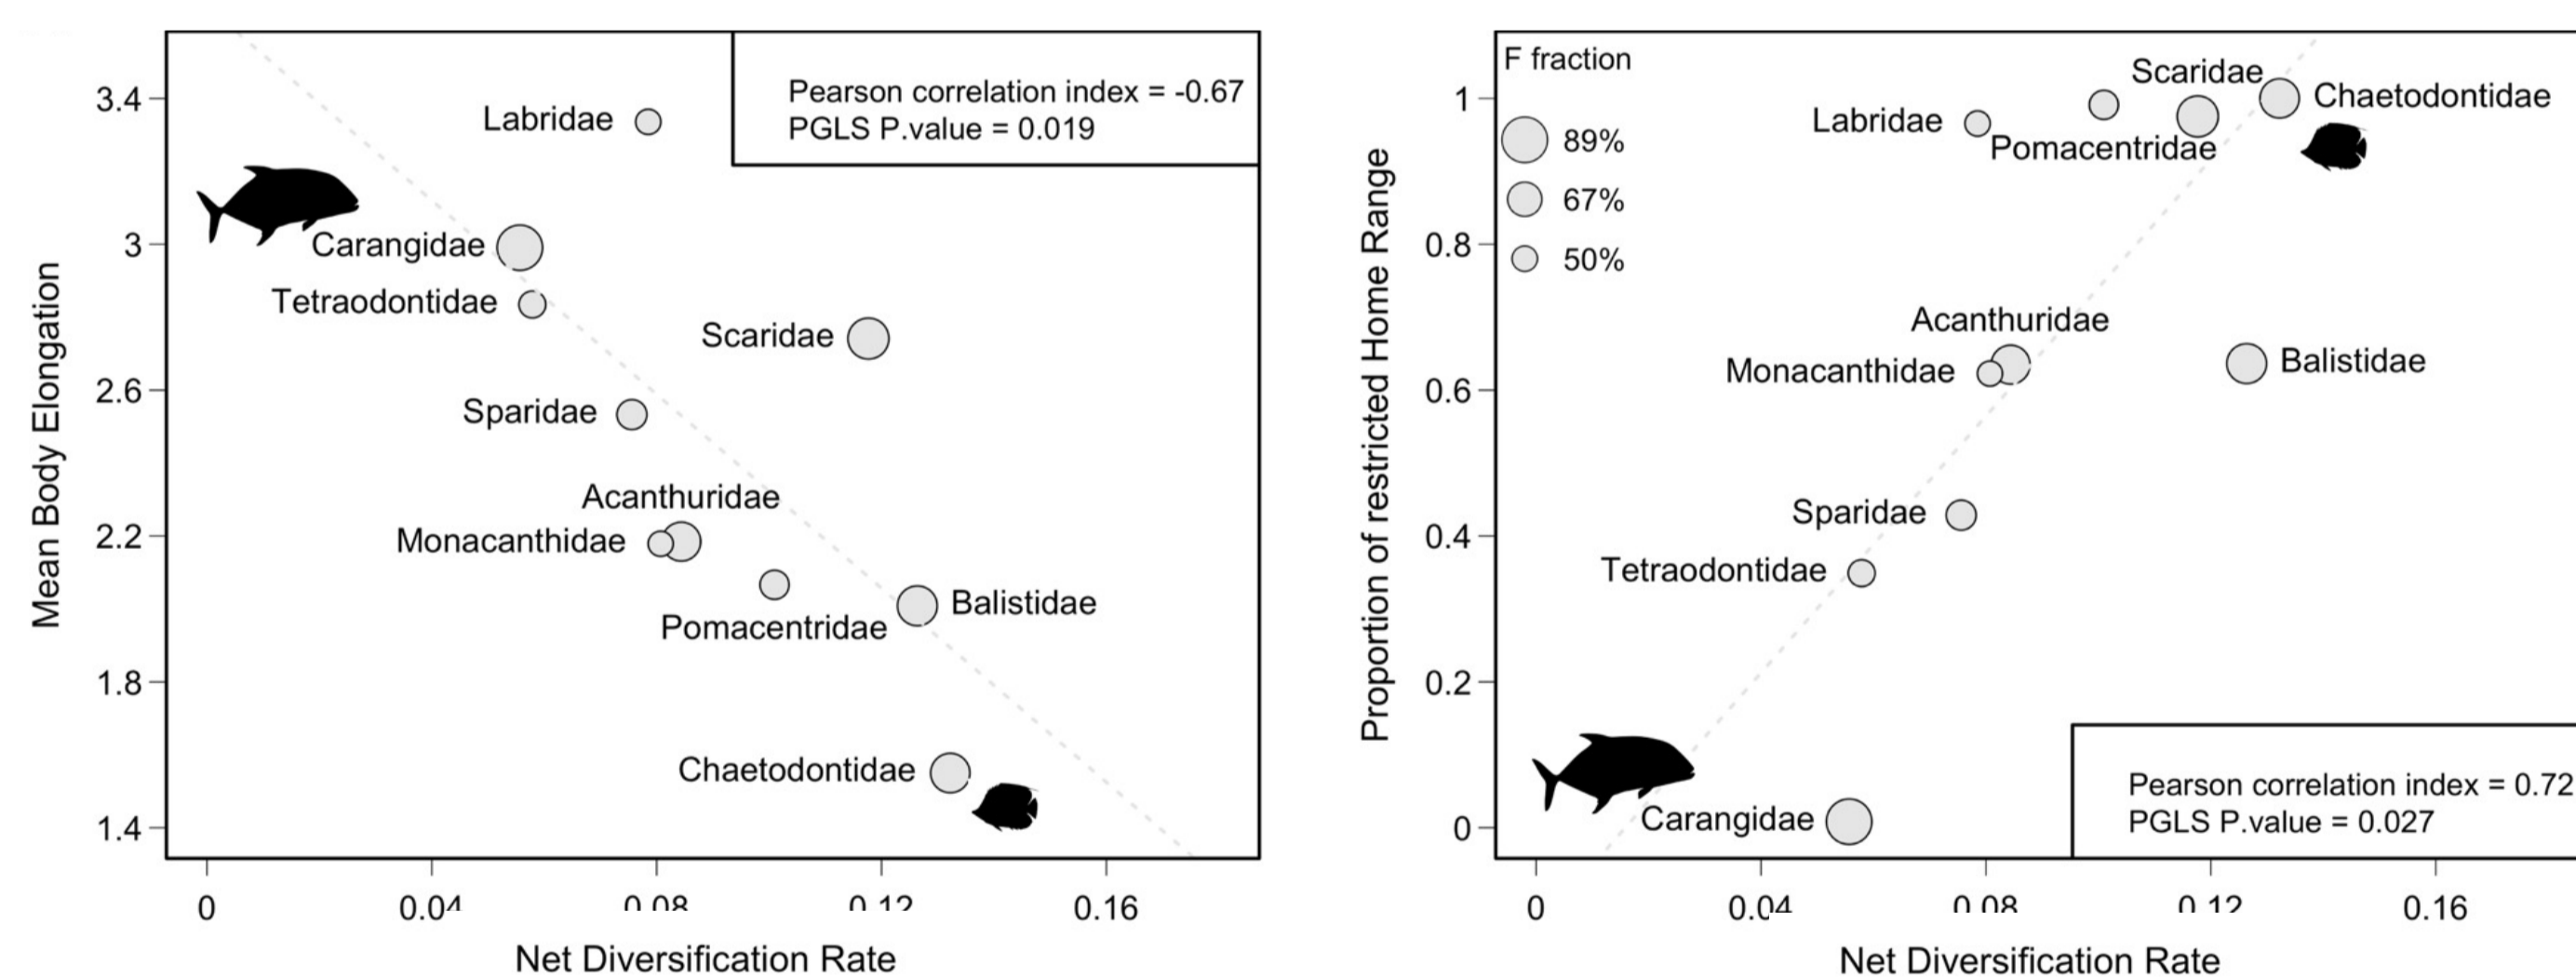 Pearson correlation index = -0.67
PGLS P.value = 0.019
3.4
3
2.6
2.2
1.8
1.4
Mean Body Elongation
Labridae
Carangidae
Tetraodontidae
Scaridae
Sparidae
Acanthuridae
Monacanthidae
Pomacentridae
Balistidae
Chaetodontidae
0
0.04
0.08
0.12
0.16
Net Diversification Rate
F fraction
89%
67%
50%
1
0.8
0.6
0.4
0.2
0
Proportion of restricted Home Range
Scaridae
Chaetodontidae
Labridae
Pomacentridae
Acanthuridae
Monacanthidae
Balistidae
Sparidae
Tetraodontidae
Carangidae
Pearson correlation index = 0.72
PGLS P.value = 0.027
0
0.04
0.08
0.12
0.16
Net Diversification Rate